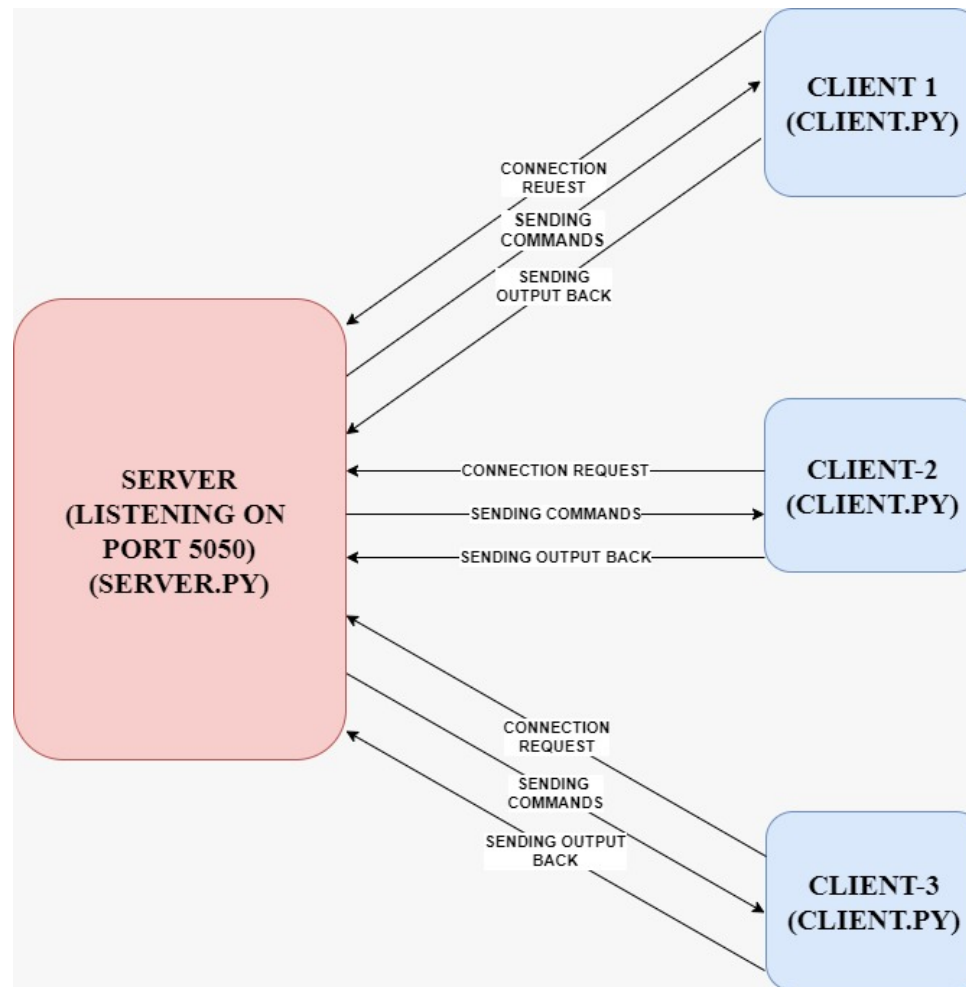 CLIENT 1
(CLIENT.PY)
CONNECTION
REUEST
SENDING
COMMANDS
SENDING
OUTPUT BACK
SERVER
(LISTENING ON
PORT 5050)
(SERVER.PY)
CONNECTION REQUEST
SENDING COMMANDS
SENDING OUTPUT BACK
CLIENT-2
(CLIENT.PY)
CONNECTION
REQUEST
SENDING
COMMANDS
SENDING OUTPUT
BACK
CLIENT-3
(CLIENT.PY)